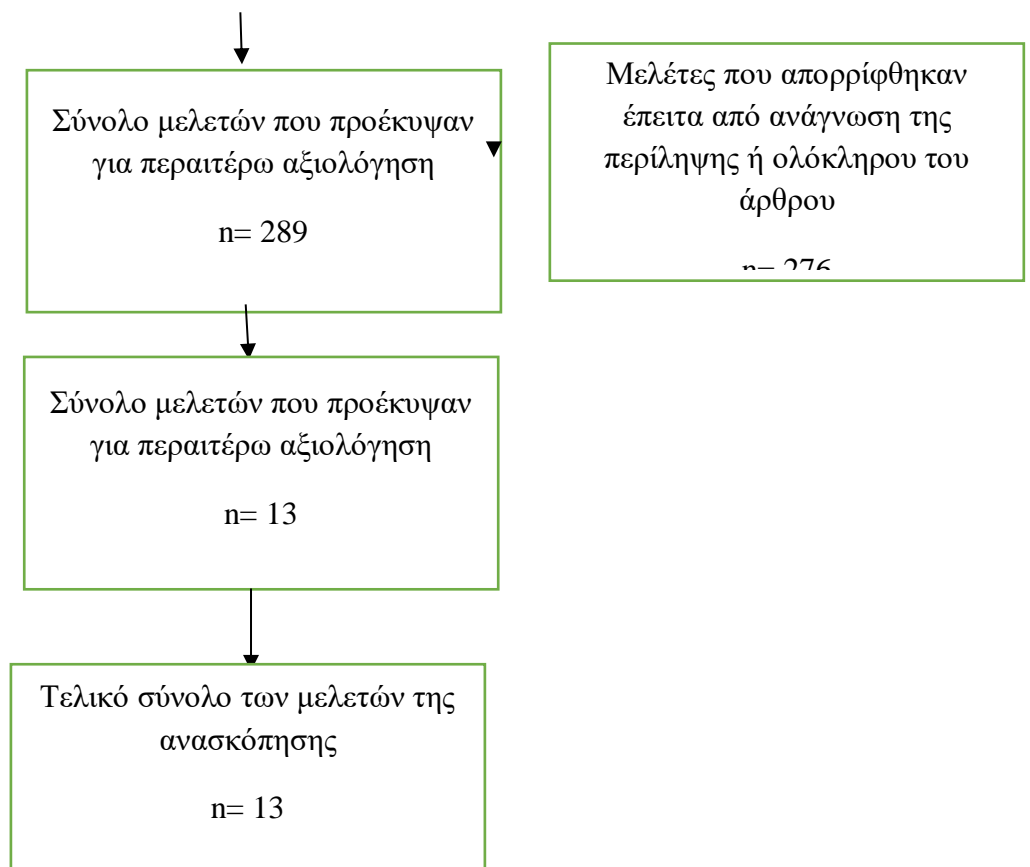 Σύνολο μελετών που προέκυψαν
για περαιτέρω αξιολόγηση
n= 289
Μελέτες που απορρίφθηκαν
έπειτα από ανάγνωση της
περίληψης ή ολόκληρου του
άρθρου
n= 276
Σύνολο μελετών που προέκυψαν
για περαιτέρω αξιολόγηση
n= 13
Τελικό σύνολο των μελετών της
ανασκόπησης
n= 13